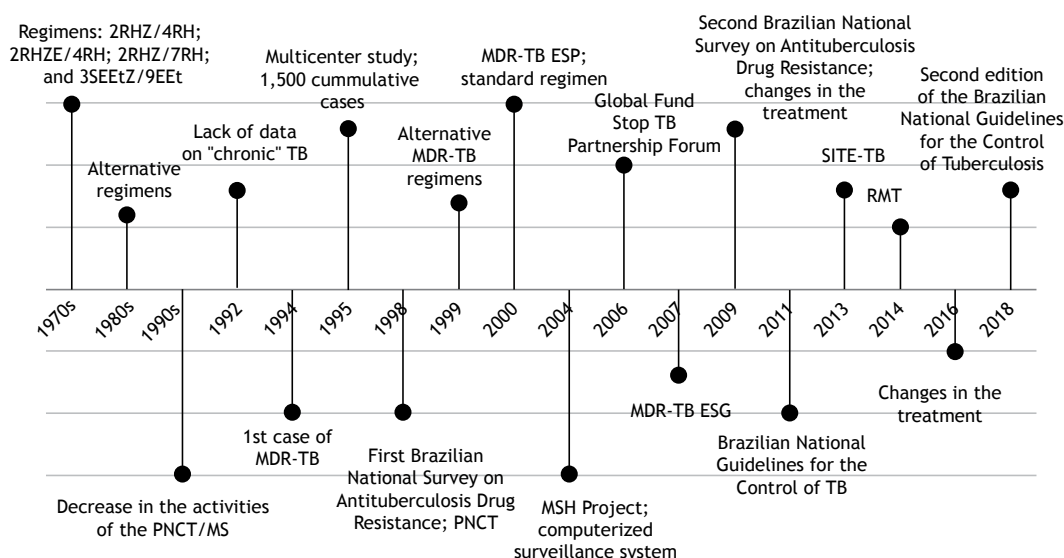 Regimens: 2RHZ/4RH;
2RHZE/4RH; 2RHZ/7RH;
and 3SEEtZ/9EEt
Alternative
regimens
Lack of data
on "chronic" TB
Multicenter study;
1,500 cummulative
cases
Alternative
MDR-TB
regimens
MDR-TB ESP;
standard regimen
Global Fund
Stop TB
Partnership Forum
Second Brazilian National
Survey on Antituberculosis
Drug Resistance;
changes in the
treatment
SITE-TB
RMT
Second edition
of the Brazilian
National Guidelines
for the Control
of Tuberculosis
1970s
1980s
1990s
1992
1994
1995
1998
1999
2000
2004
2006
2007
2009
2011
2013
2014
2016
2018
Decrease in the activities
of the PNCT/MS
1st case of
MDR-TB
First Brazilian
National Survey on
Antituberculosis Drug
Resistance; PNCT
MSH Project;
computerized
surveillance system
MDR-TB ESG
Brazilian National
Guidelines for the
Control of TB
Changes in the
treatment